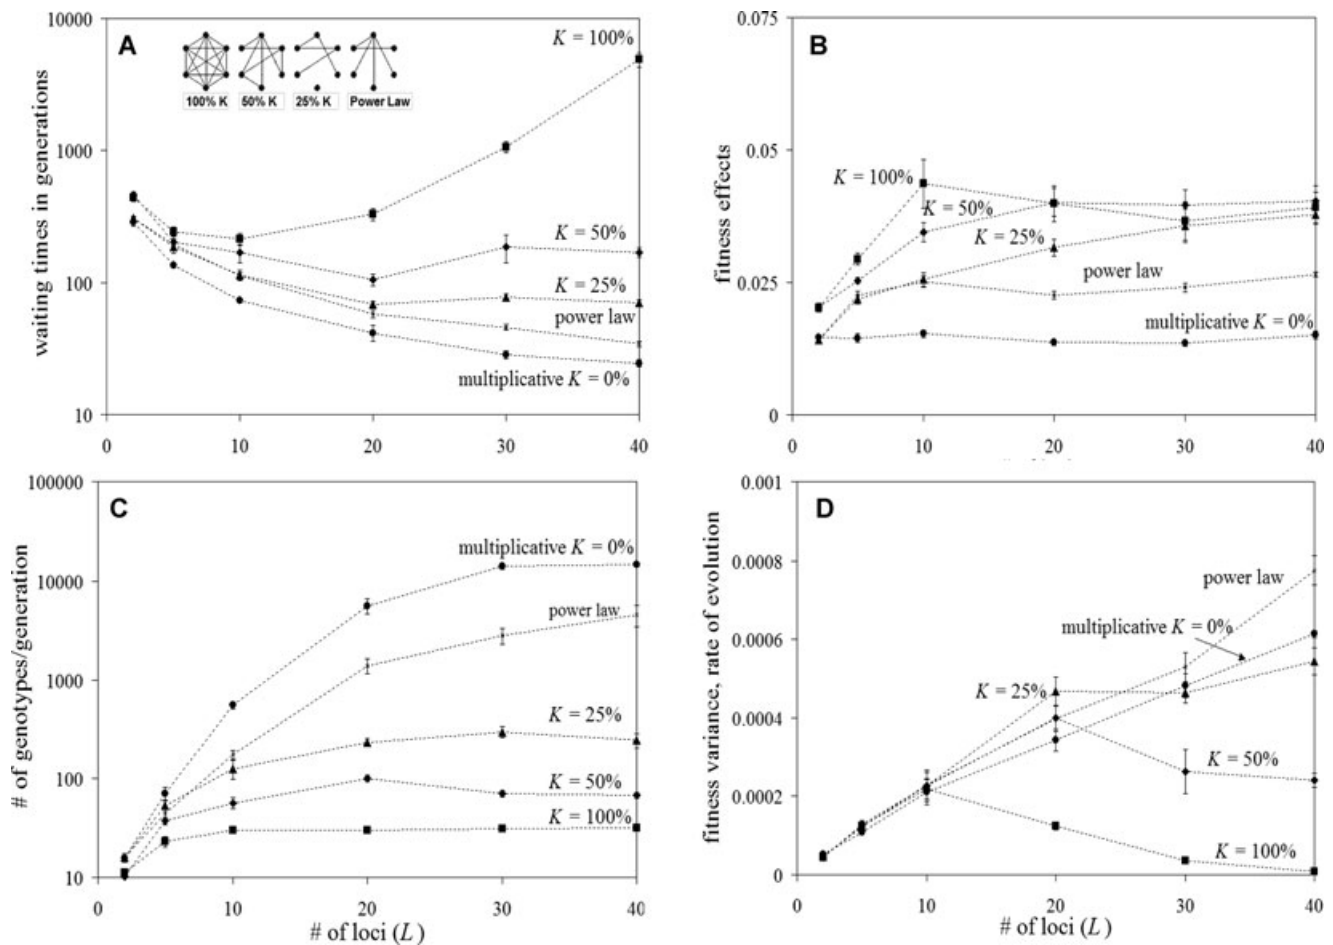 A
100% K
50% K
25% K
Power Law
K = 100%
K = 50%
K = 25%
power law
multiplicative K = 0%
waiting times in generations
10000
1000
100
10
0
10
20
30
40
B
K = 100%
K = 50%
K = 25%
power law
multiplicative K = 0%
fitness effects
0.075
0.05
0.025
0
0
10
20
30
40
C
multiplicative K = 0%
power law
K = 25%
K = 50%
K = 100%
# of genotypes/generation
100000
10000
1000
100
10
0
10
20
30
40
# of loci (L)
D
power law
multiplicative K = 0%
K = 25%
K = 50%
K = 100%
fitness variance, rate of evolution
0.001
0.0008
0.0006
0.0004
0.0002
0
0
10
20
30
40
# of loci (L)